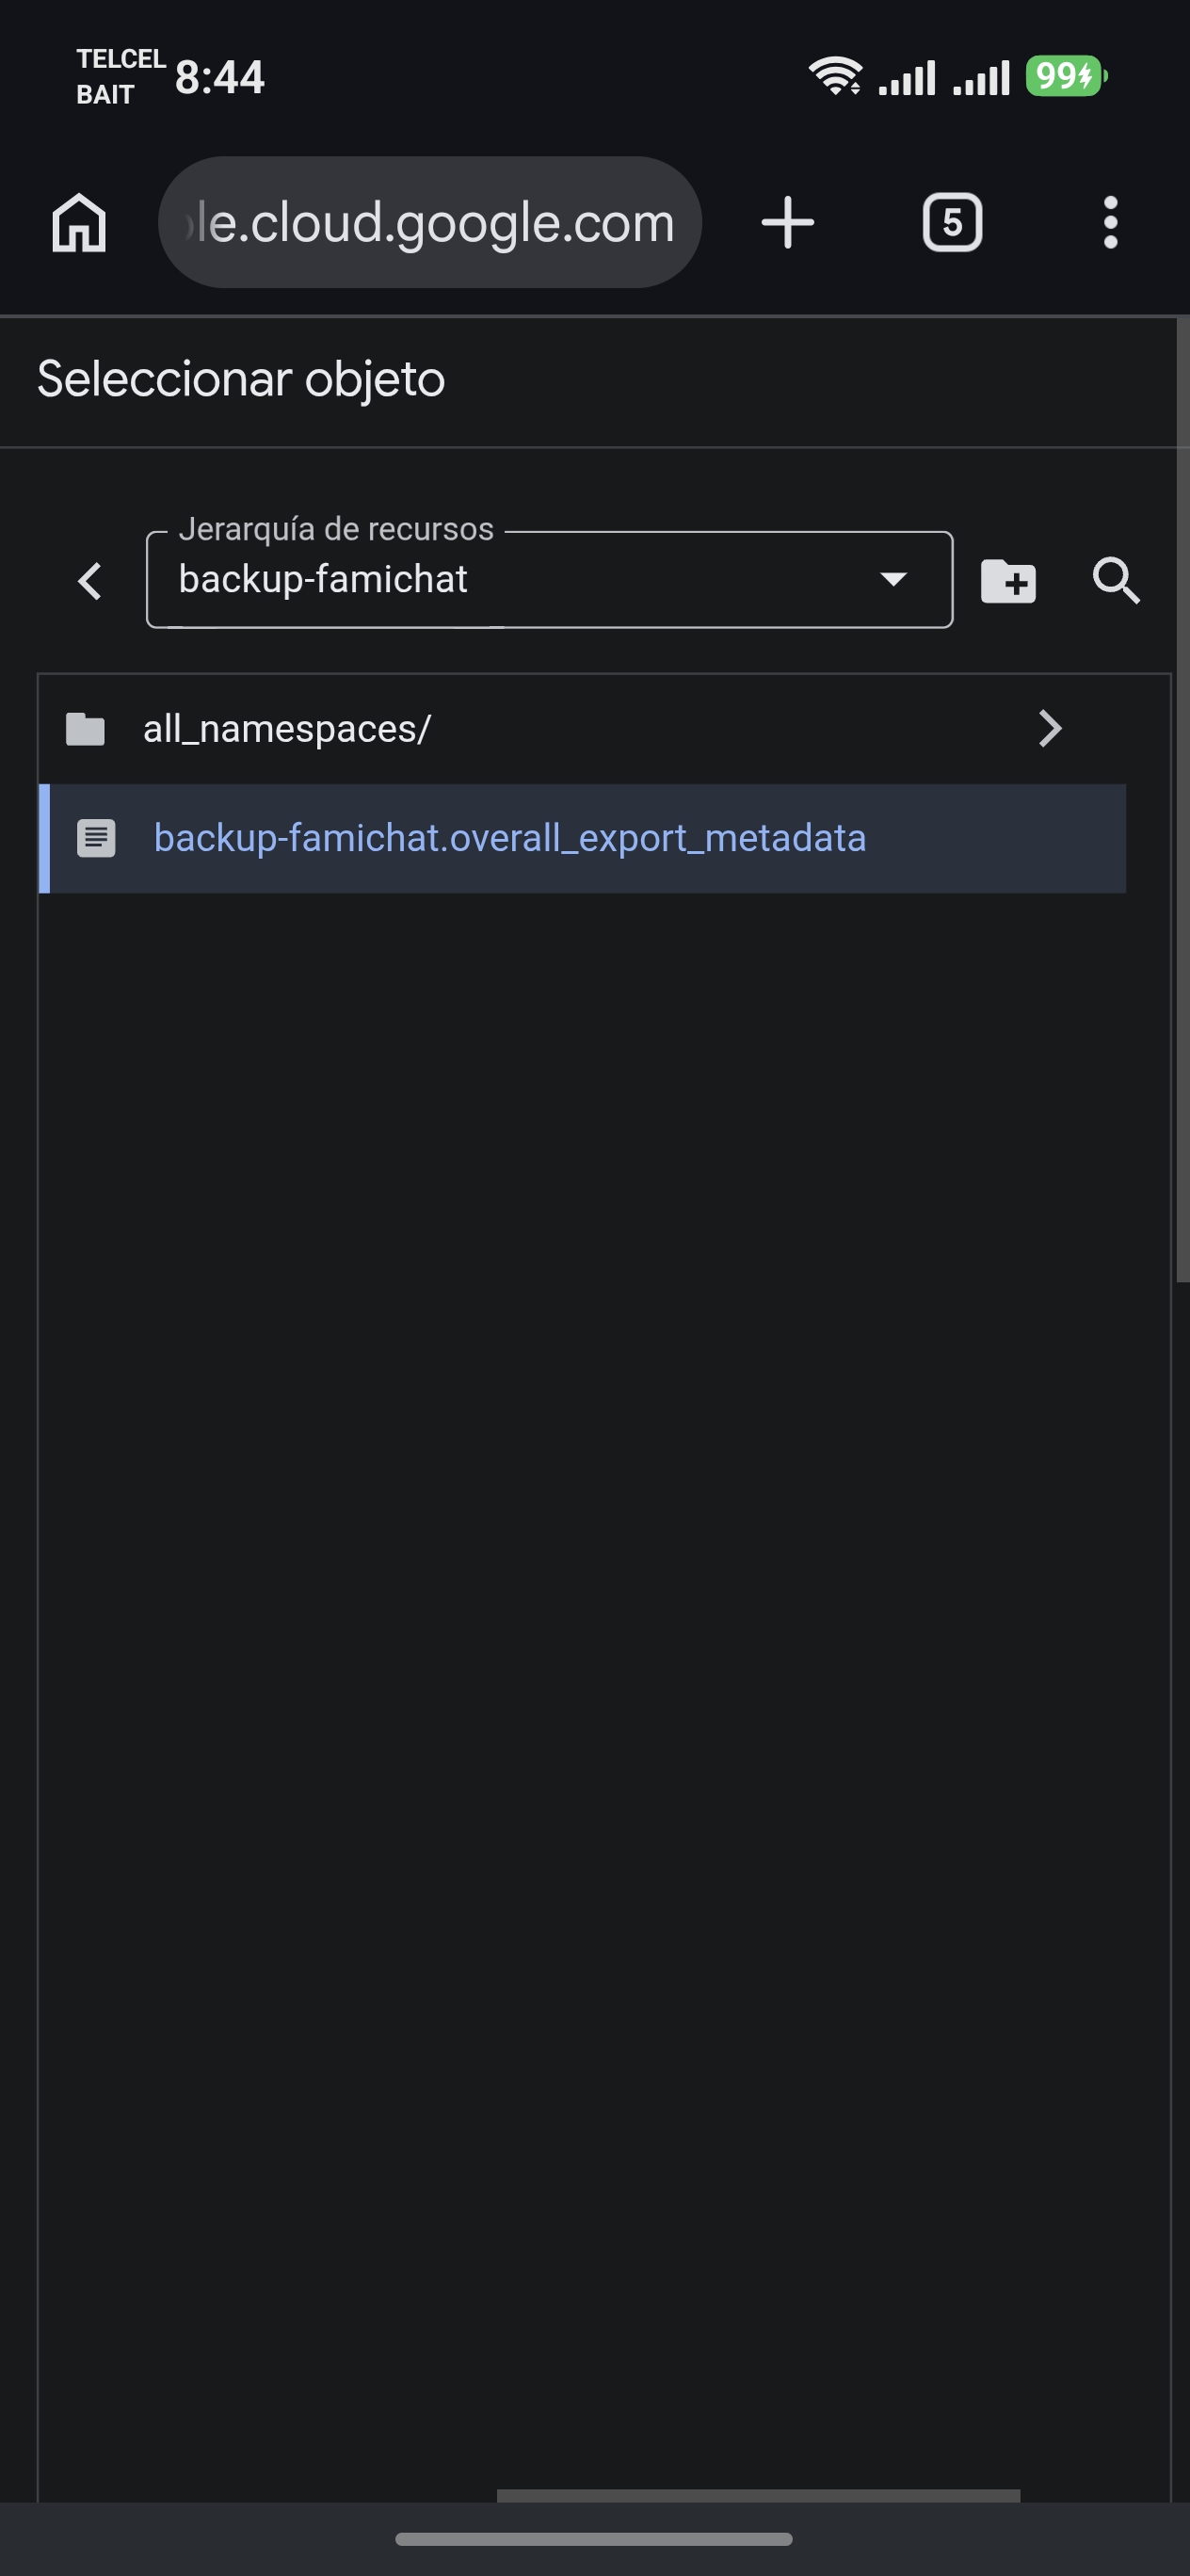 TELCEL
BAIT
8:44
99
le.cloud.google.com
5
Seleccionar objeto
Jerarquía de recursos
backup-famichat
all_namespaces/
backup-famichat.overall_export_metadata